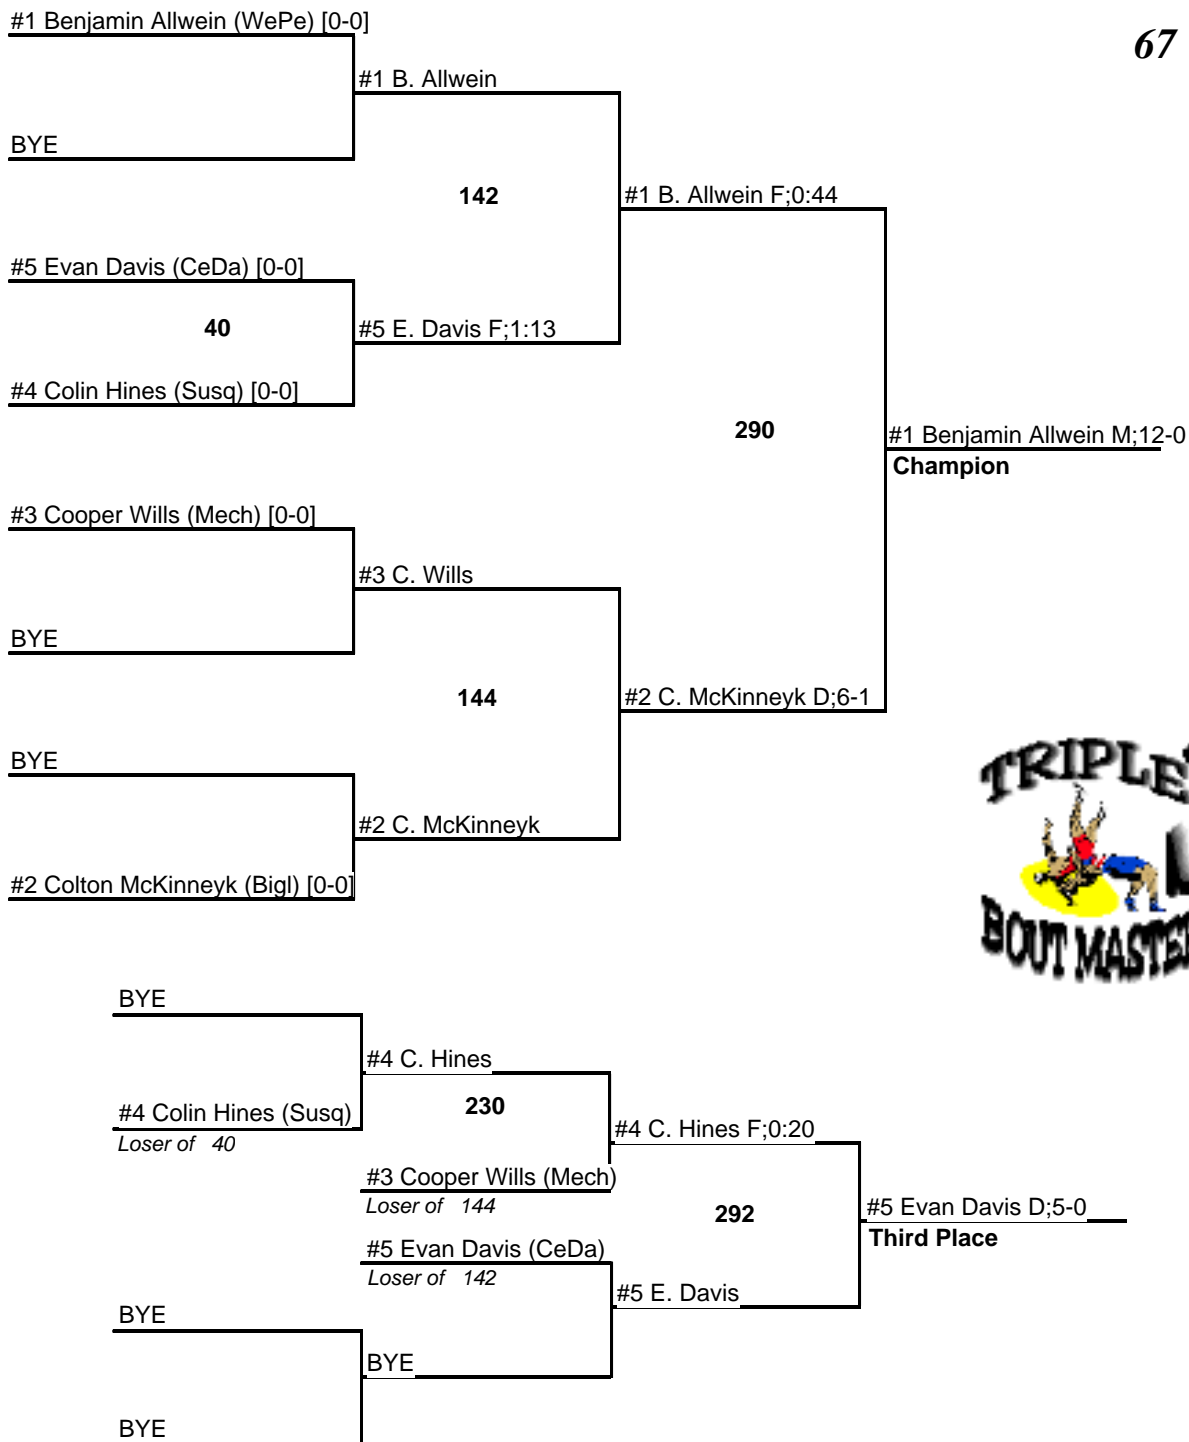 #1 Benjamin Allwein (WePe) [0-0]
67
#1 B. Allwein
BYE
142
#1 B. Allwein F;0:44
#5 Evan Davis (CeDa) [0-0]
40
#5 E. Davis F;1:13
#4 Colin Hines (Susq) [0-0]
290
#1 Benjamin Allwein M;12-0
Champion
#3 Cooper Wills (Mech) [0-0]
#3 C. Wills
BYE
144
#2 C. McKinneyk D;6-1
BYE
#2 C. McKinneyk
#2 Colton McKinneyk (Bigl) [0-0]
TRIPLE
BOUT MASTER
BYE
#4 C. Hines
230
#4 Colin Hines (Susq)
Loser of 40
#4 C. Hines F;0:20
#3 Cooper Wills (Mech)
Loser of 144
292
#5 Evan Davis D;5-0
Third Place
#5 Evan Davis (CeDa)
Loser of 142
#5 E. Davis
BYE
BYE
BYE